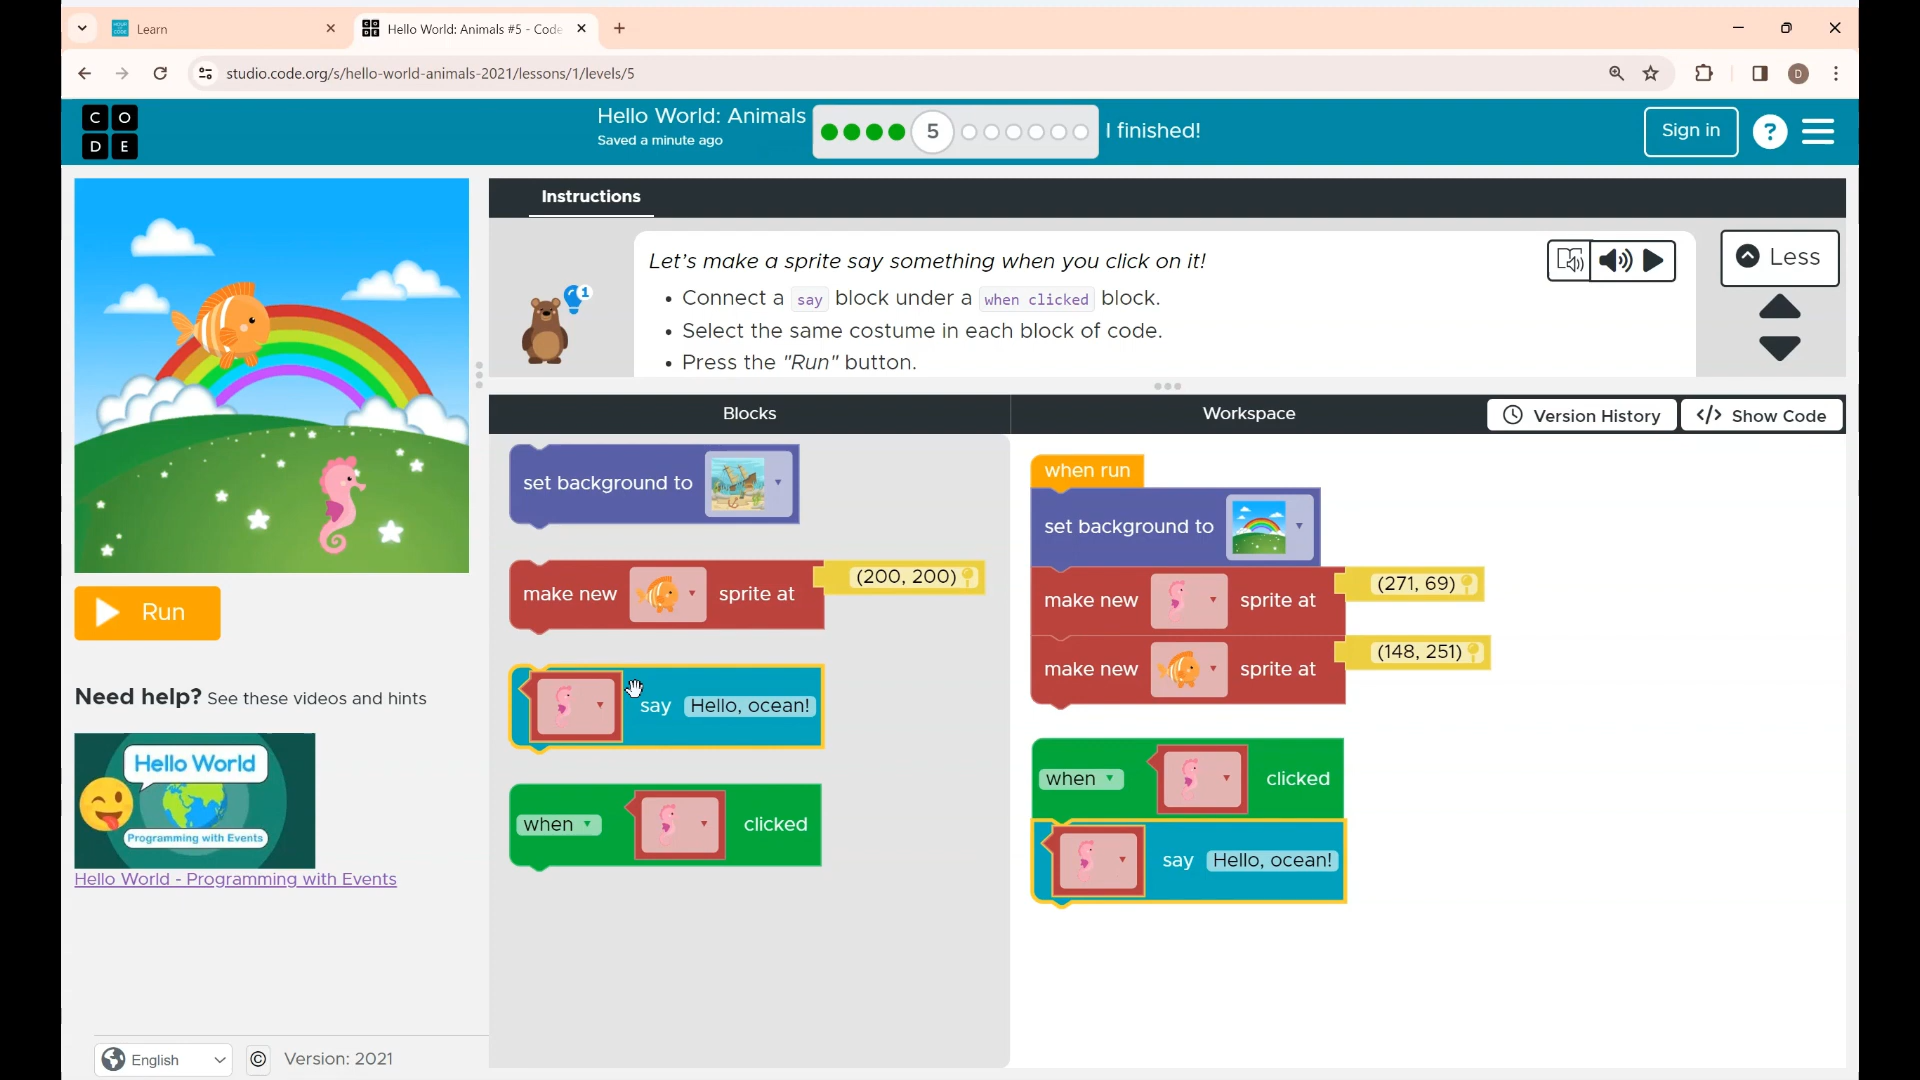 Learn
Hello World: Animals #5 - Code
studio.code.org/s/hello-world-animals-2021/lessons/1/levels/5
D
C O
D E
Hello World: Animals
Saved a minute ago
5
I finished!
Sign in
?
Instructions
1
Let's make a sprite say something when you click on it!
Connect a say block under a when clicked block.
Select the same costume in each block of code.
Press the "Run" button.
Less
Blocks
Workspace
Version History
</> Show Code
set background to
make new sprite at (200, 200)
say Hello, ocean!
when clicked
when run
set background to
make new sprite at (271, 69)
make new sprite at (148, 251)
when clicked
say Hello, ocean!
Run
Need help? See these videos and hints
Hello World
Programming with Events
Hello World - Programming with Events
English
©
Version: 2021